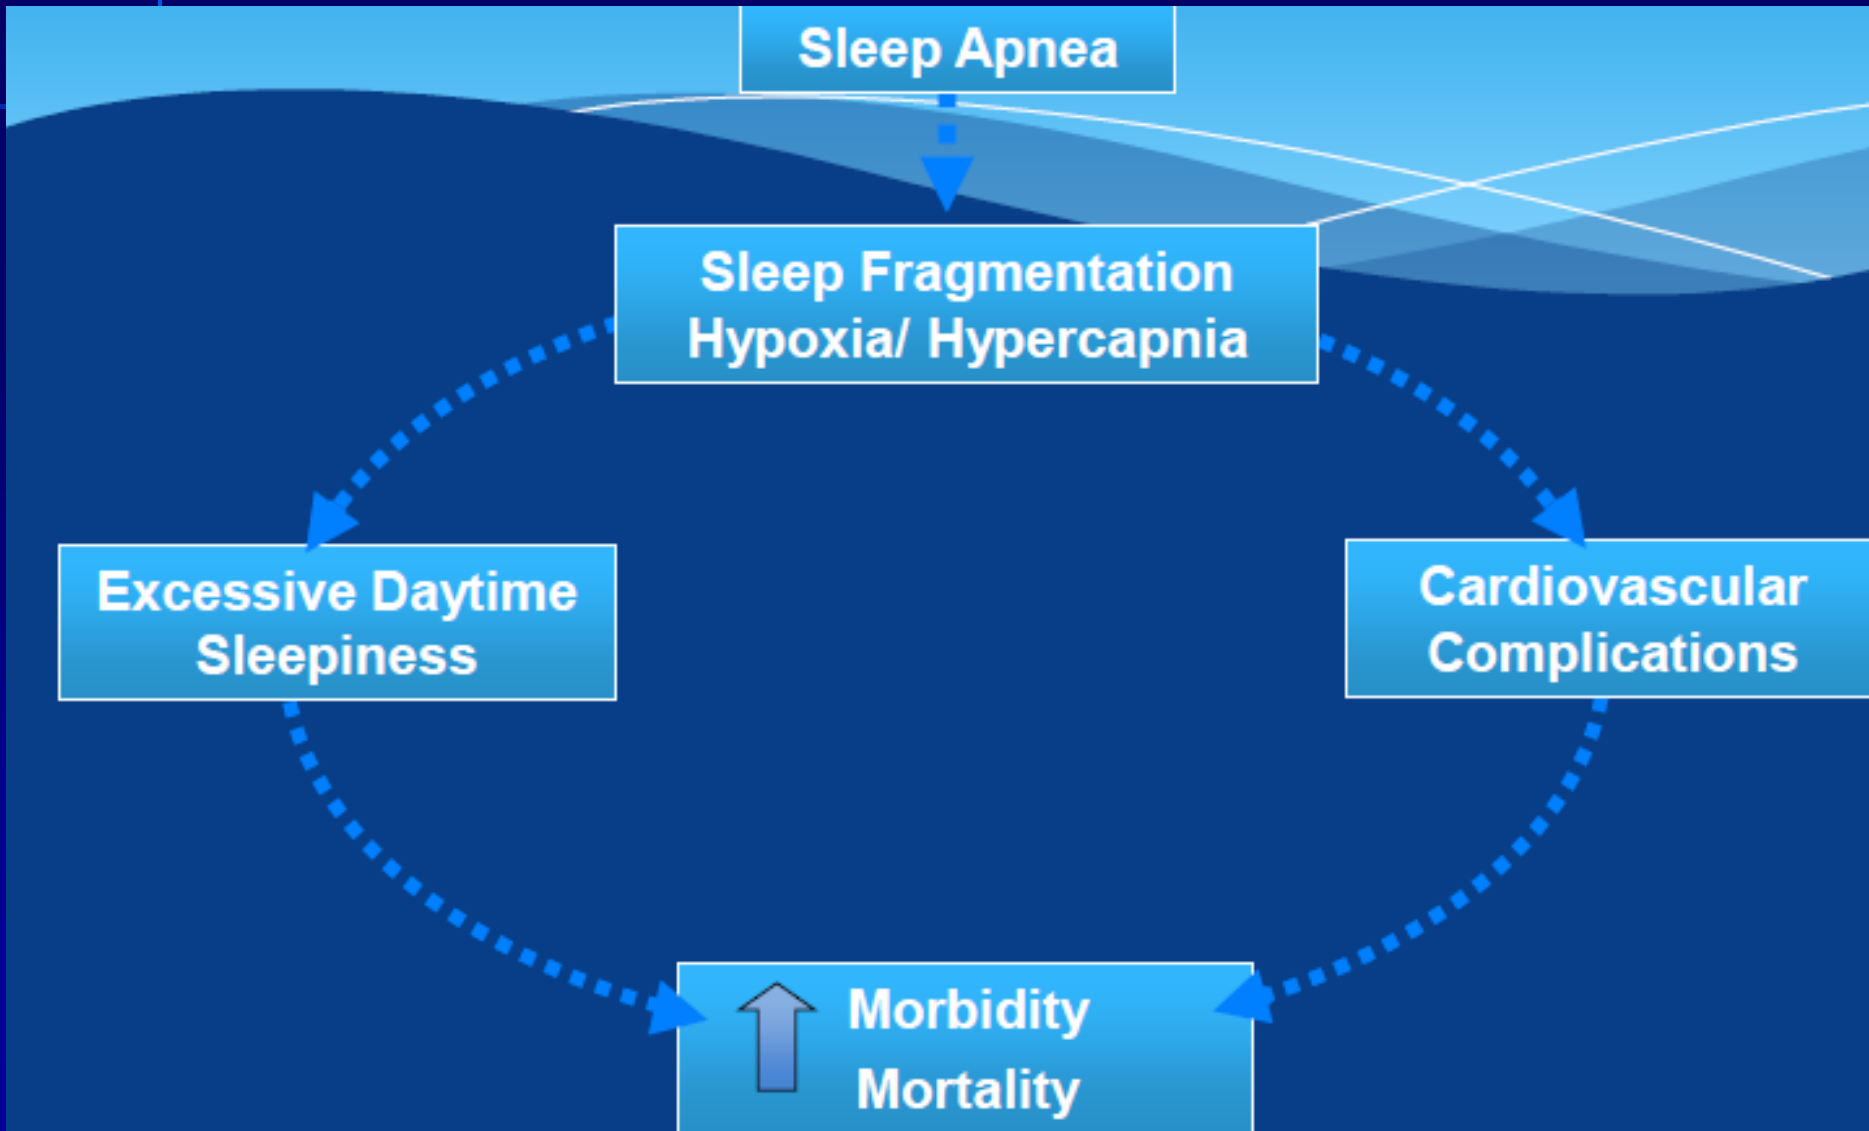 Sleep Apnea
Sleep Fragmentation
Hypoxia/ Hypercapnia
Excessive Daytime
Sleepiness
Cardiovascular
Complications
Morbidity
Mortality